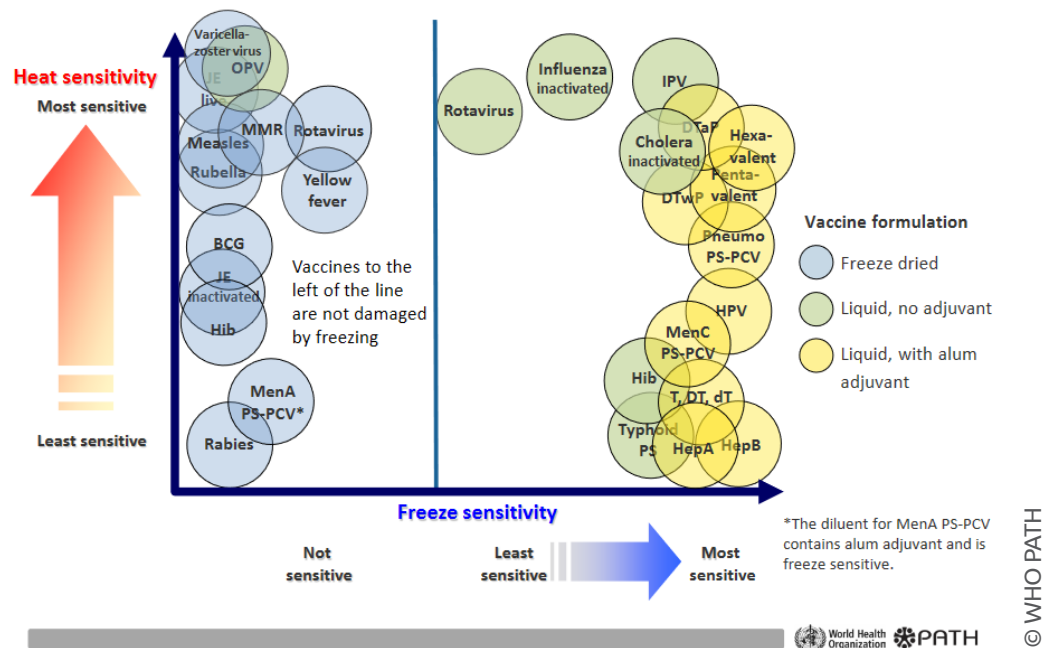 Heat sensitivity
Most sensitive
Least sensitive
Varicella-
zoster virus
OPV
JE
live
MMR
Rotavirus
Measles
Rubella
Yellow
fever
BCG
JE
inactivated
Hib
MenA
PS-PCV*
Rabies
Vaccines to the
left of the line
are not damaged
by freezing
Rotavirus
Influenza
inactivated
IPV
DTaP
Cholera
inactivated
Hexa-
valent
Penta-
valent
DTwP
Pneumo
PS-PCV
HPV
MenC
PS-PCV
Hib
T, DT, dT
Typhoid
PS
HepA
HepB
Vaccine formulation
Freeze dried
Liquid, no adjuvant
Liquid, with alum
adjuvant
Freeze sensitivity
Not
sensitive
Least
sensitive
Most
sensitive
*The diluent for MenA PS-PCV
contains alum adjuvant and is
freeze sensitive.
World Health
Organization
PATH
© WHO PATH